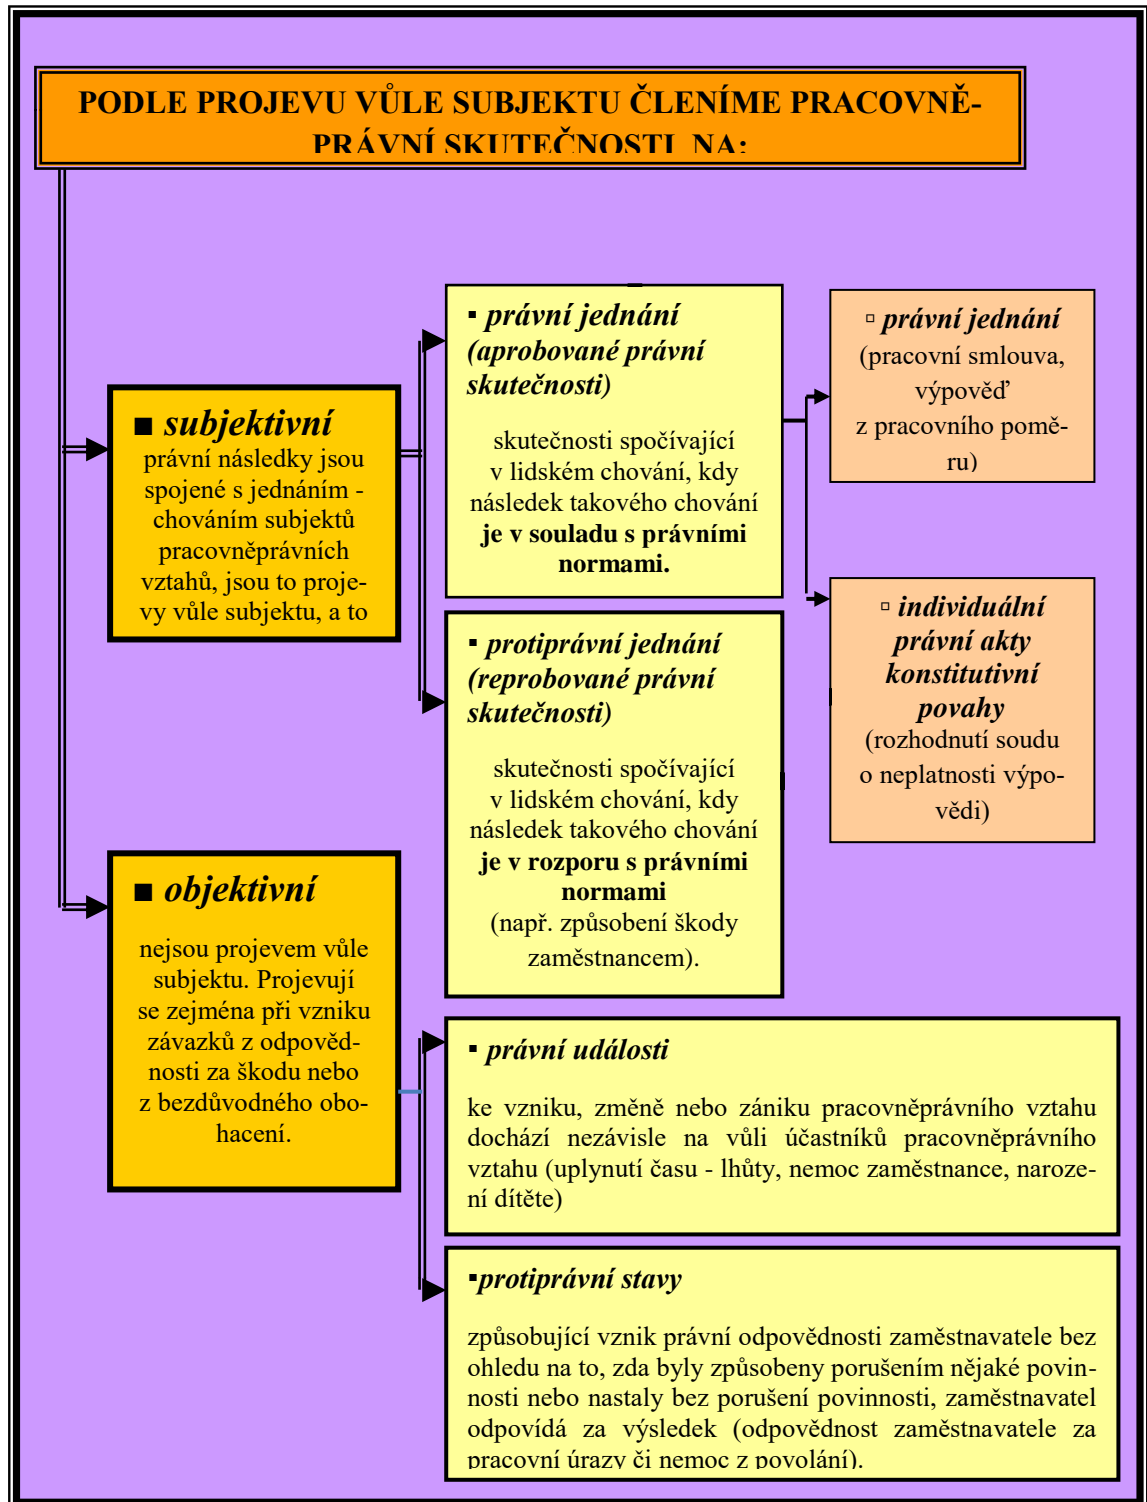 PODLE PROJEVU VŮLE SUBJEKTU ČLENÍME PRACOVNĚ-
PRÁVNÍ SKUTEČNOSTI NA:
■ subjektivní
právní následky jsou
spojené s jednáním -
chováním subjektů
pracovněprávních
vztahů, jsou to proje-
vy vůle subjektu, a to
▪ právní jednání
(aprobované právní
skutečnosti)
skutečnosti spočívající
v lidském chování, kdy
následek takového chování
je v souladu s právními
normami.
▫ právní jednání
(pracovní smlouva,
výpověď
z pracovního pomě-
ru)
▫ individuální
právní akty
konstitutivní
povahy
(rozhodnutí soudu
o neplatnosti výpo-
vědi)
▪ protiprávní jednání
(reprobované právní
skutečnosti)
skutečnosti spočívající
v lidském chování, kdy
následek takového chování
je v rozporu s právními
normami
(např. způsobení škody
zaměstnancem).
■ objektivní
nejsou projevem vůle
subjektu. Projevují
se zejména při vzniku
závazků z odpověd-
nosti za škodu nebo
z bezdůvodného obo-
hacení.
▪ právní události
ke vzniku, změně nebo zániku pracovněprávního vztahu
dochází nezávisle na vůli účastníků pracovněprávního
vztahu (uplynutí času - lhůty, nemoc zaměstnance, naroze-
ní dítěte)
▪protiprávní stavy
způsobující vznik právní odpovědnosti zaměstnavatele bez
ohledu na to, zda byly způsobeny porušením nějaké povin-
nosti nebo nastaly bez porušení povinnosti, zaměstnavatel
odpovídá za výsledek (odpovědnost zaměstnavatele za
pracovní úrazy či nemoc z povolání).